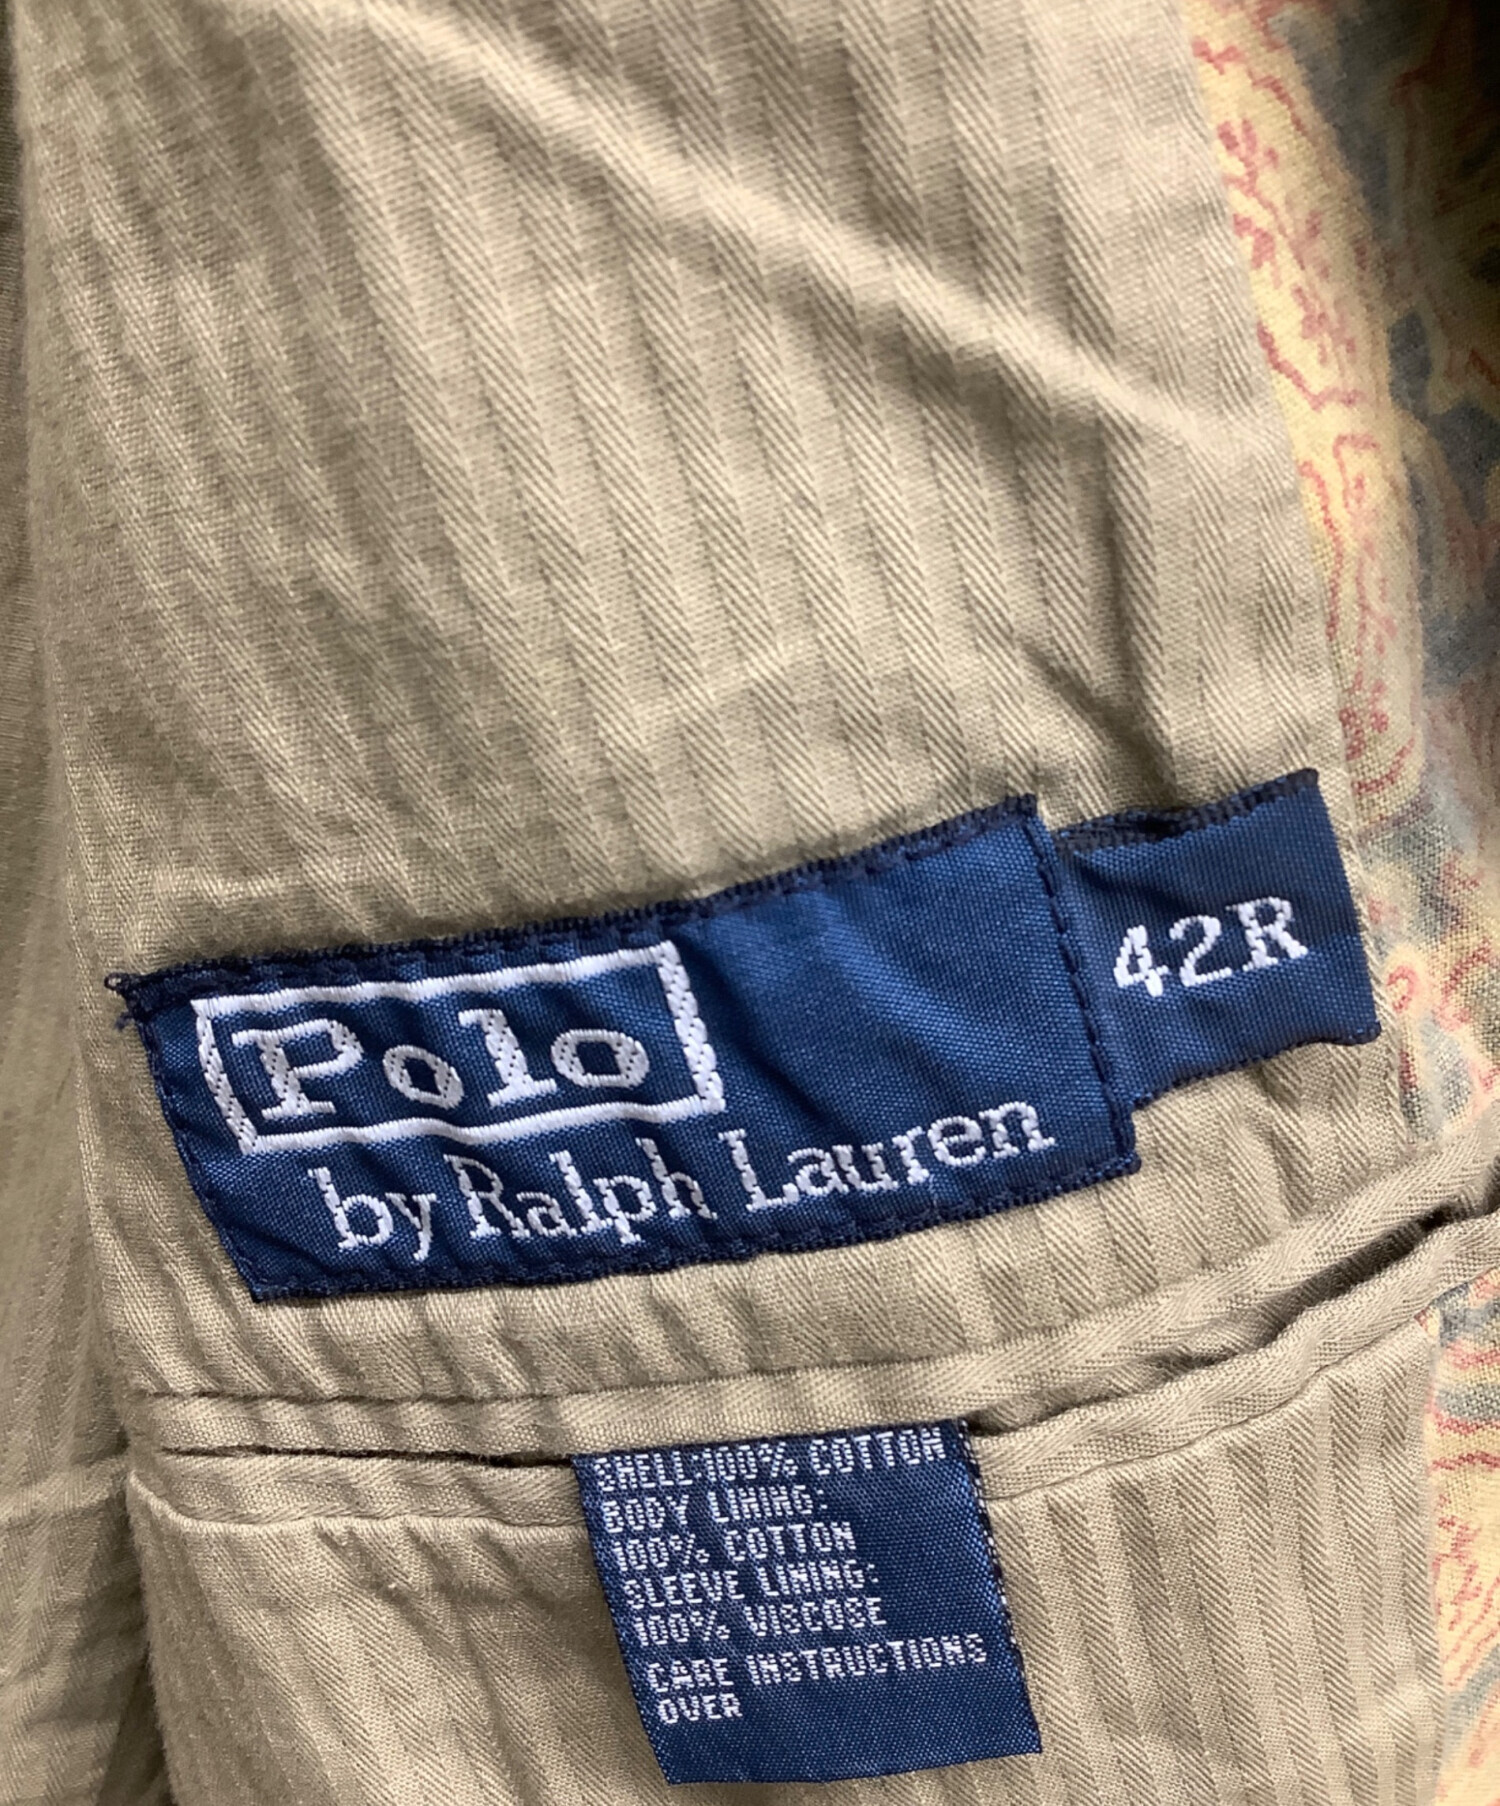 Polo
by Ralph Lauren
42R
SHELL:100% COTTON
BODY LINING:
100% COTTON
SLEEVE LINING:
100% VISCOSE
CARE INSTRUCTIONS
OVER